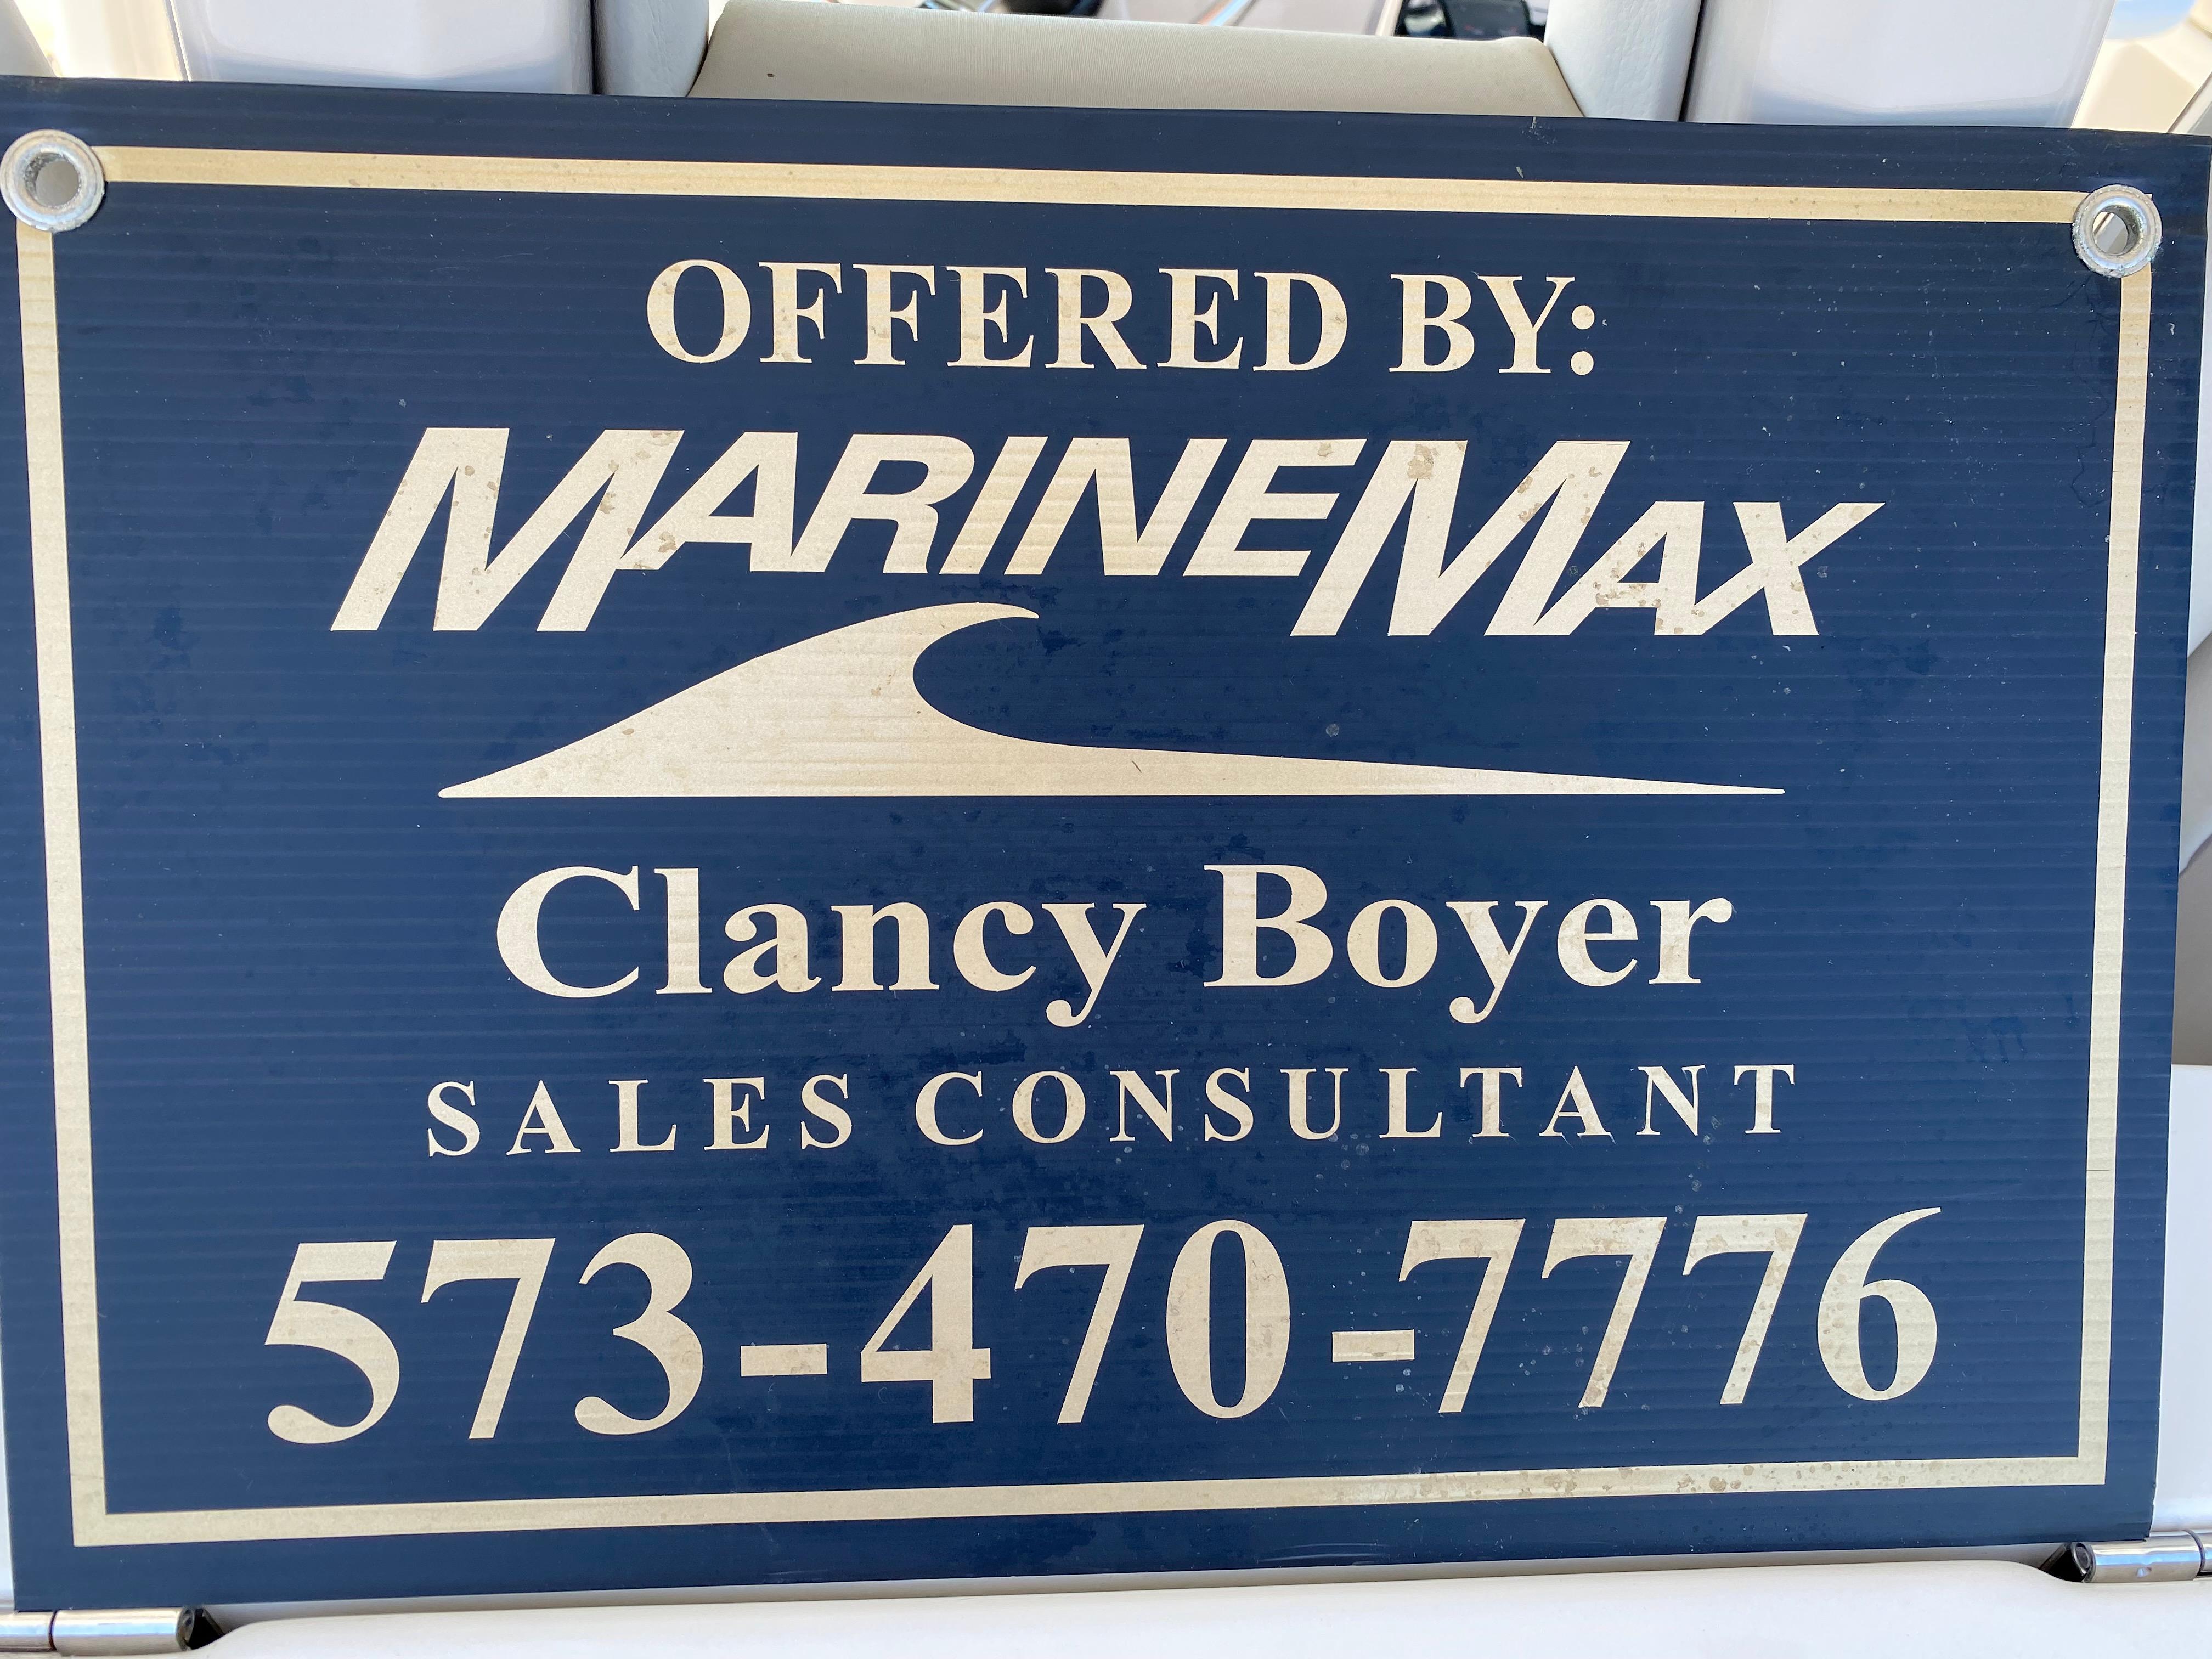 OFFERED BY:
MARINEMAX
Clancy Boyer
SALES CONSULTANT
573-470-7776